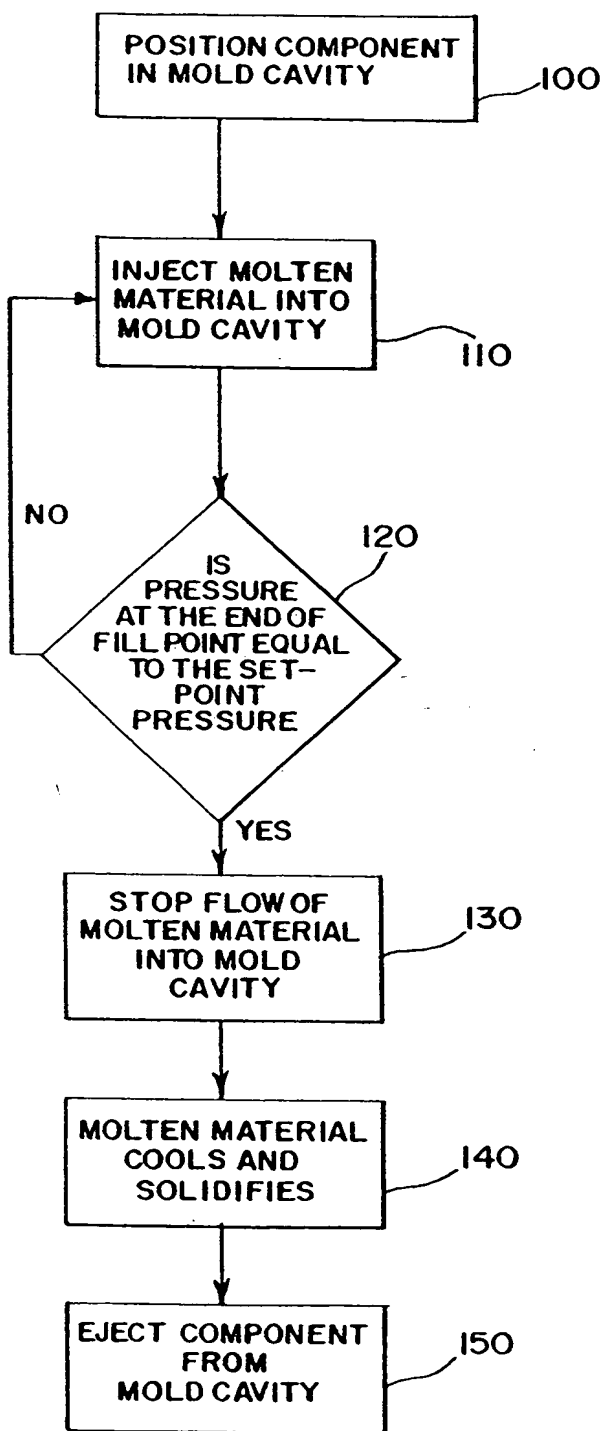 POSITION COMPONENT
IN MOLD CAVITY
100
INJECT MOLTEN
MATERIAL INTO
MOLD CAVITY
110
NO
120
IS
PRESSURE
AT THE END OF
FILL POINT EQUAL
TO THE SET-
POINT
PRESSURE
YES
STOP FLOW OF
MOLTEN MATERIAL
INTO MOLD
CAVITY
130
MOLTEN MATERIAL
COOLS AND
SOLIDIFIES
140
EJECT COMPONENT
FROM
MOLD CAVITY
150